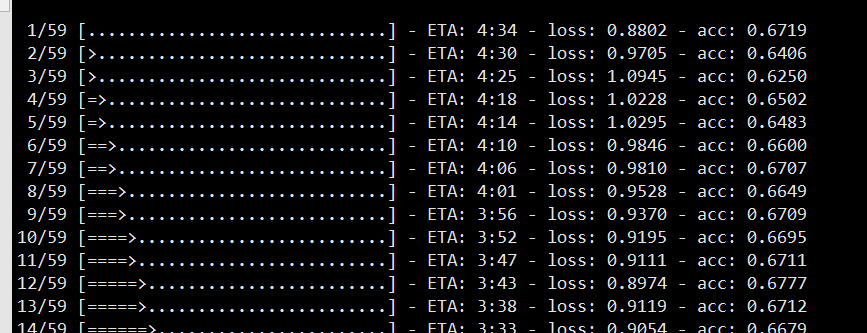 1/59 [..............................] - ETA: 4:34 - loss: 0.8802 - acc: 0.6719
2/59 [>.............................] - ETA: 4:30 - loss: 0.9705 - acc: 0.6406
3/59 [>.............................] - ETA: 4:25 - loss: 1.0945 - acc: 0.6250
4/59 [=>............................] - ETA: 4:18 - loss: 1.0228 - acc: 0.6502
5/59 [=>............................] - ETA: 4:14 - loss: 1.0295 - acc: 0.6483
6/59 [==>...........................] - ETA: 4:10 - loss: 0.9846 - acc: 0.6600
7/59 [==>...........................] - ETA: 4:06 - loss: 0.9810 - acc: 0.6707
8/59 [===>..........................] - ETA: 4:01 - loss: 0.9528 - acc: 0.6649
9/59 [===>..........................] - ETA: 3:56 - loss: 0.9370 - acc: 0.6709
10/59 [====>.........................] - ETA: 3:52 - loss: 0.9195 - acc: 0.6695
11/59 [====>.........................] - ETA: 3:47 - loss: 0.9111 - acc: 0.6711
12/59 [=====>........................] - ETA: 3:43 - loss: 0.8974 - acc: 0.6777
13/59 [=====>........................] - ETA: 3:38 - loss: 0.9119 - acc: 0.6712
14/59 [======>.......................] - ETA: 3:33 - loss: 0.9054 - acc: 0.6679